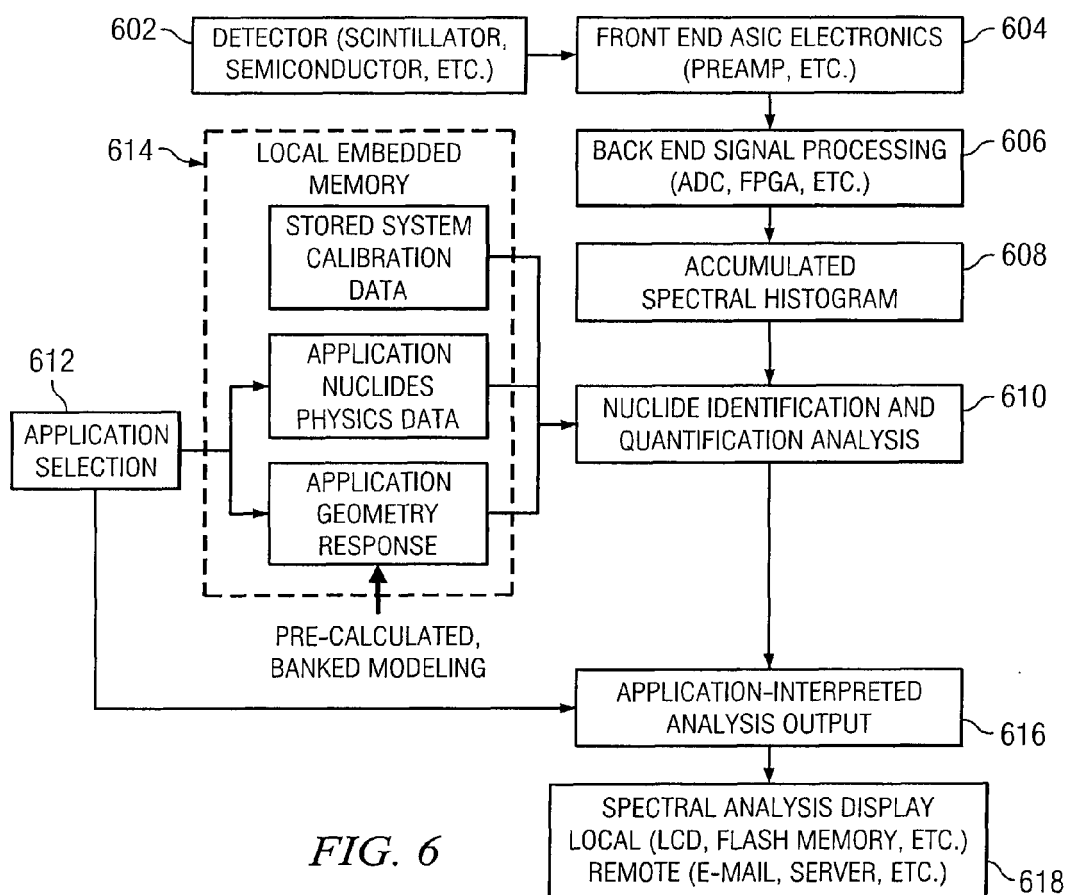 602
DETECTOR (SCINTILLATOR,
SEMICONDUCTOR, ETC.)
FRONT END ASIC ELECTRONICS
(PREAMP, ETC.)
604
614
LOCAL EMBEDDED
MEMORY
BACK END SIGNAL PROCESSING
(ADC, FPGA, ETC.)
606
STORED SYSTEM
CALIBRATION
DATA
ACCUMULATED
SPECTRAL HISTOGRAM
608
612
APPLICATION
SELECTION
APPLICATION
NUCLIDES
PHYSICS DATA
NUCLIDE IDENTIFICATION AND
QUANTIFICATION ANALYSIS
610
APPLICATION
GEOMETRY
RESPONSE
PRE-CALCULATED,
BANKED MODELING
APPLICATION-INTERPRETED
ANALYSIS OUTPUT
616
SPECTRAL ANALYSIS DISPLAY
LOCAL (LCD, FLASH MEMORY, ETC.)
REMOTE (E-MAIL, SERVER, ETC.)
618
FIG. 6